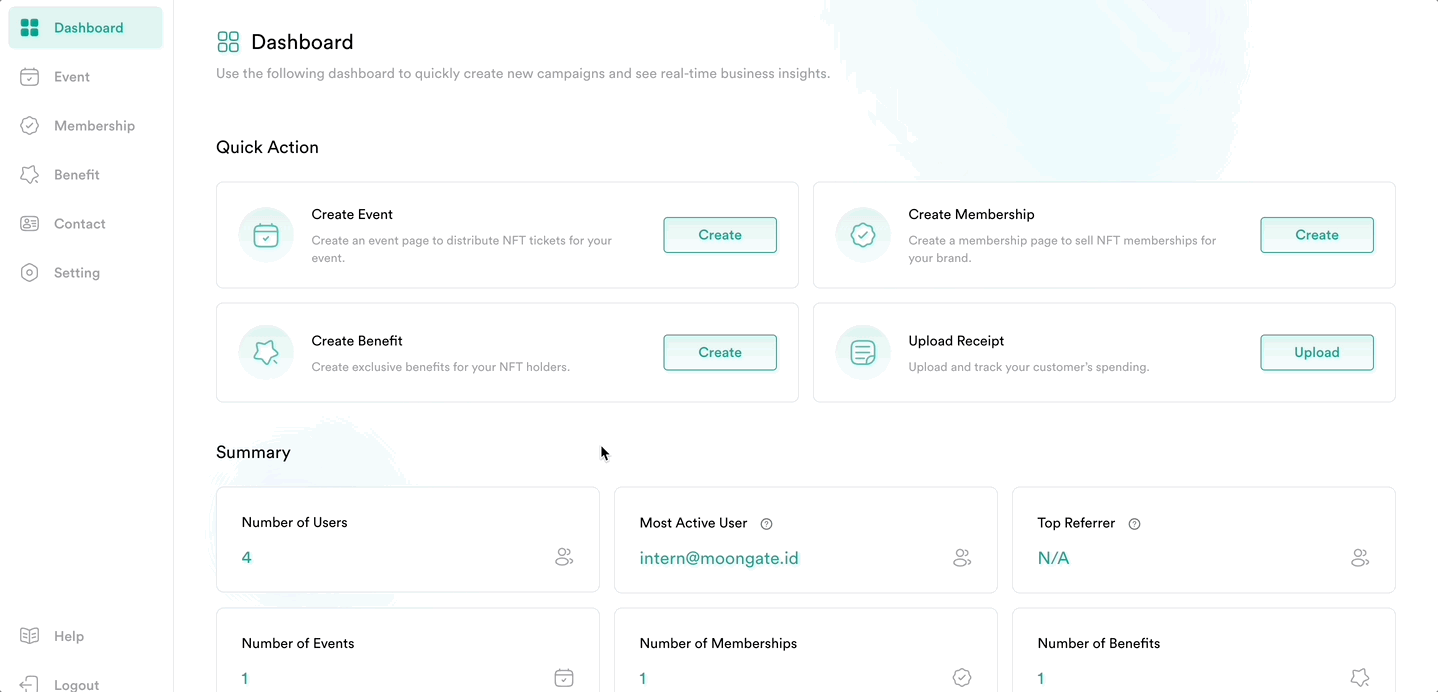 Dashboard
Event
Membership
Benefit
Contact
Setting
Help
Logout
Dashboard
Use the following dashboard to quickly create new campaigns and see real-time business insights.
Quick Action
Create Event
Create an event page to distribute NFT tickets for your
event.
Create
Create Membership
Create a membership page to sell NFT memberships for
your brand.
Create
Create Benefit
Create exclusive benefits for your NFT holders.
Create
Upload Receipt
Upload and track your customer’s spending.
Upload
Summary
Number of Users
4
Most Active User
intern@moongate.id
Top Referrer
N/A
Number of Events
1
Number of Memberships
1
Number of Benefits
1